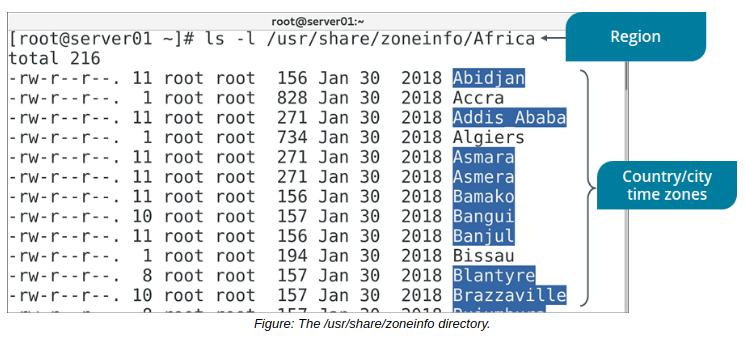 root@server01:~
[root@server01 ~]# ls -l /usr/share/zoneinfo/Africa
Region
total 216
-rw-r--r--. 11 root root 156 Jan 30 2018 Abidjan
-rw-r--r--. 1 root root 828 Jan 30 2018 Accra
-rw-r--r--. 11 root root 271 Jan 30 2018 Addis_Ababa
-rw-r--r--. 1 root root 734 Jan 30 2018 Algiers
-rw-r--r--. 11 root root 271 Jan 30 2018 Asmara
-rw-r--r--. 11 root root 271 Jan 30 2018 Asmera
-rw-r--r--. 11 root root 156 Jan 30 2018 Bamako
-rw-r--r--. 10 root root 157 Jan 30 2018 Bangui
-rw-r--r--. 11 root root 156 Jan 30 2018 Banjul
-rw-r--r--. 1 root root 194 Jan 30 2018 Bissau
-rw-r--r--. 8 root root 157 Jan 30 2018 Blantyre
-rw-r--r--. 10 root root 157 Jan 30 2018 Brazzaville
Country/city
time zones
Figure: The /usr/share/zoneinfo directory.